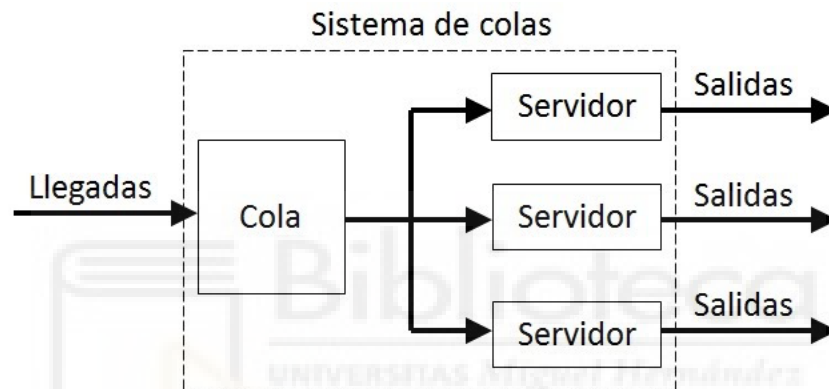 Sistema de colas
Servidor
Salidas
Llegadas
Cola
Servidor
Salidas
Servidor
Salidas
Biblioteca
UNIVERSITAS Miguel Hernández